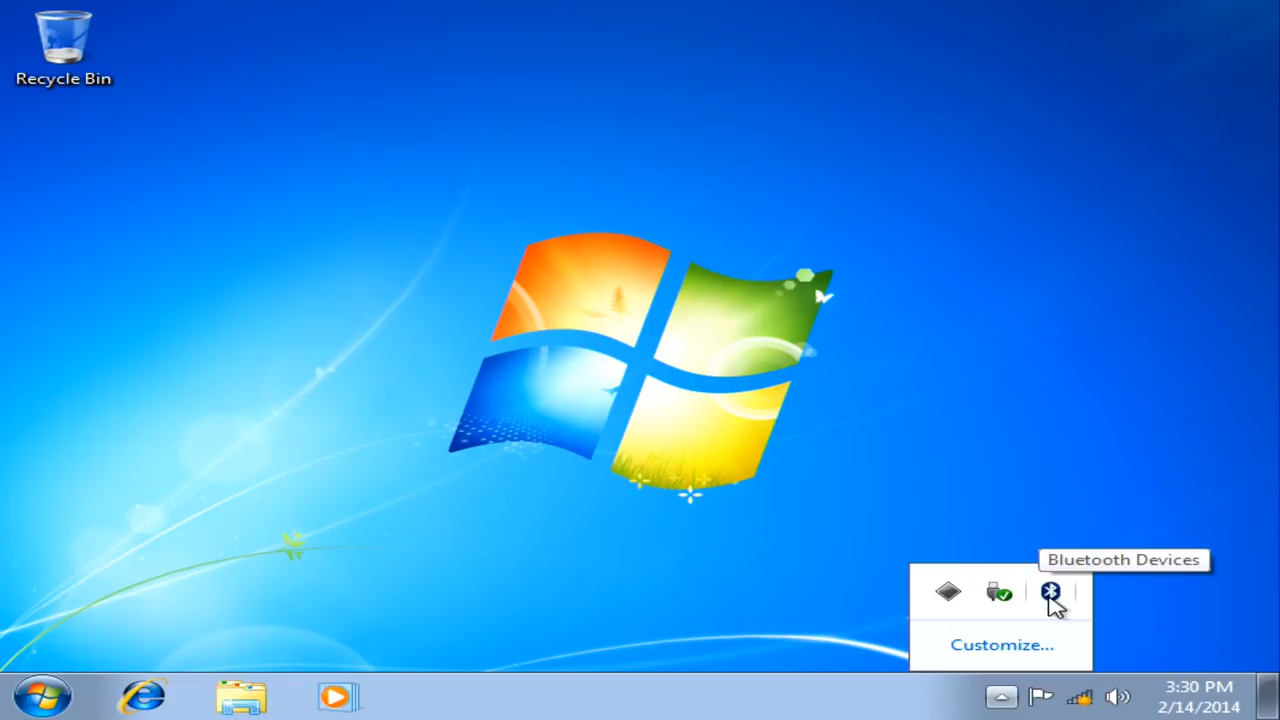 Recycle Bin
Bluetooth Devices
Customize...
3:30 PM
2/14/2014